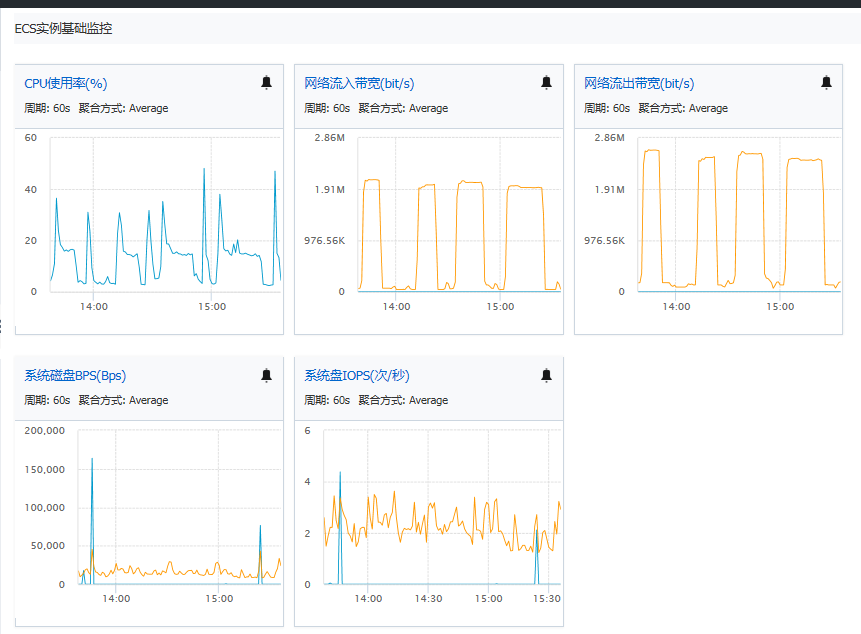 ECS实例基础监控
CPU使用率(%)
周期: 60s 聚合方式: Average
60
40
20
0
14:00 15:00
网络流入带宽(bit/s)
周期: 60s 聚合方式: Average
2.86M
1.91M
976.56K
0
14:00 15:00
网络流出带宽(bit/s)
周期: 60s 聚合方式: Average
2.86M
1.91M
976.56K
0
14:00 15:00
系统磁盘BPS(Bps)
周期: 60s 聚合方式: Average
200,000
150,000
100,000
50,000
0
14:00 15:00
系统盘IOPS(次/秒)
周期: 60s 聚合方式: Average
6
4
2
0
14:00 14:30 15:00 15:30